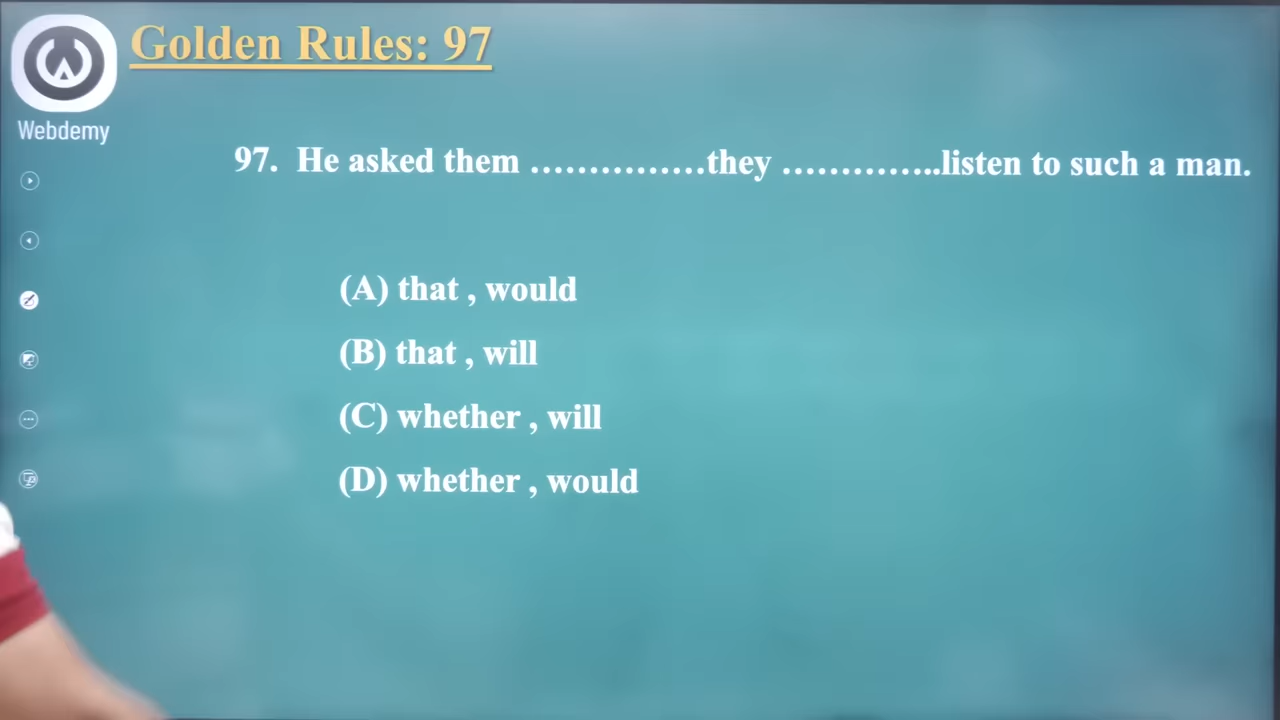 Golden Rules: 97
Webdemy
97. He asked them ……………they …………..listen to such a man.
(A) that , would
(B) that , will
(C) whether , will
(D) whether , would